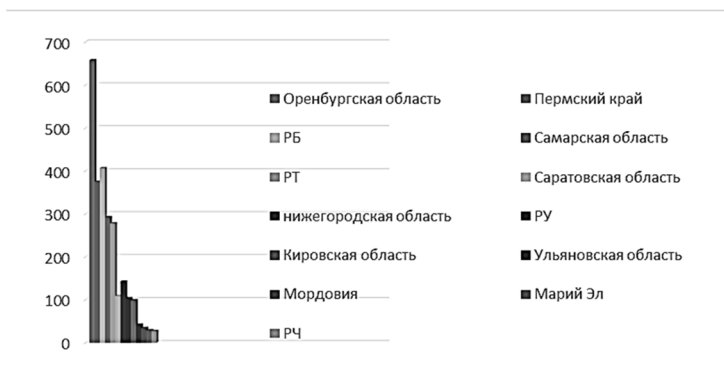 700
600
500
400
300
200
100
0
Оренбургская область Пермский край
РБ Самарская область
РТ Саратовская область
нижегородская область РУ
Кировская область Ульяновская область
Мордовия Марий Эл
РЧ